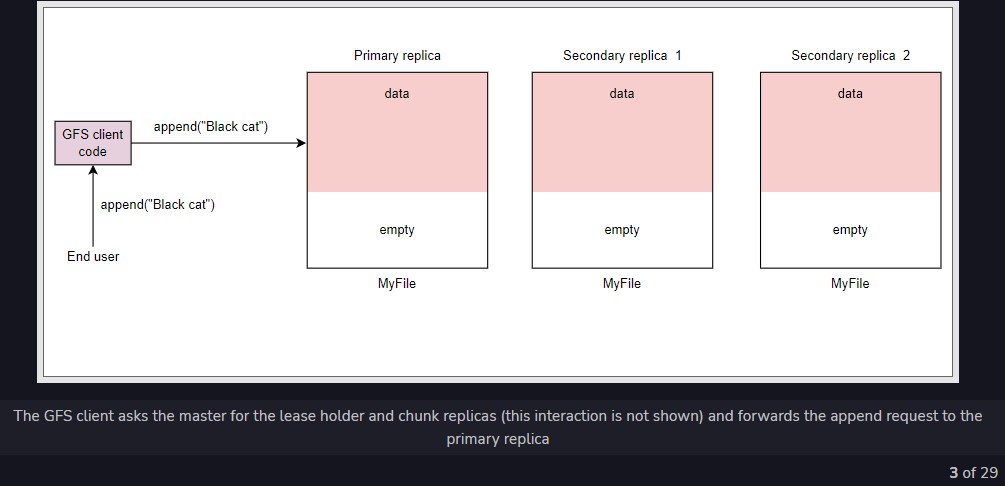 Primary replica
Secondary replica 1
Secondary replica 2
data
data
data
GFS client
code
append("Black cat")
append("Black cat")
End user
empty
empty
empty
MyFile
MyFile
MyFile
The GFS client asks the master for the lease holder and chunk replicas (this interaction is not shown) and forwards the append request to the
primary replica
3 of 29